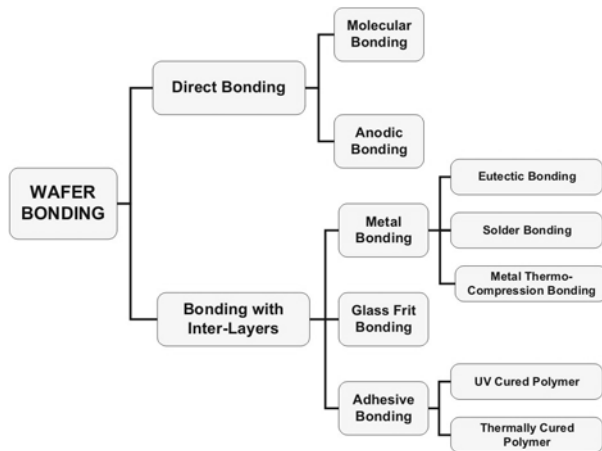 Molecular
Bonding
Direct Bonding
Anodic
Bonding
WAFER
BONDING
Eutectic Bonding
Metal
Bonding
Solder Bonding
Metal Thermo-
Compression Bonding
Bonding with
Inter-Layers
Glass Frit
Bonding
Adhesive
Bonding
UV Cured Polymer
Thermally Cured
Polymer